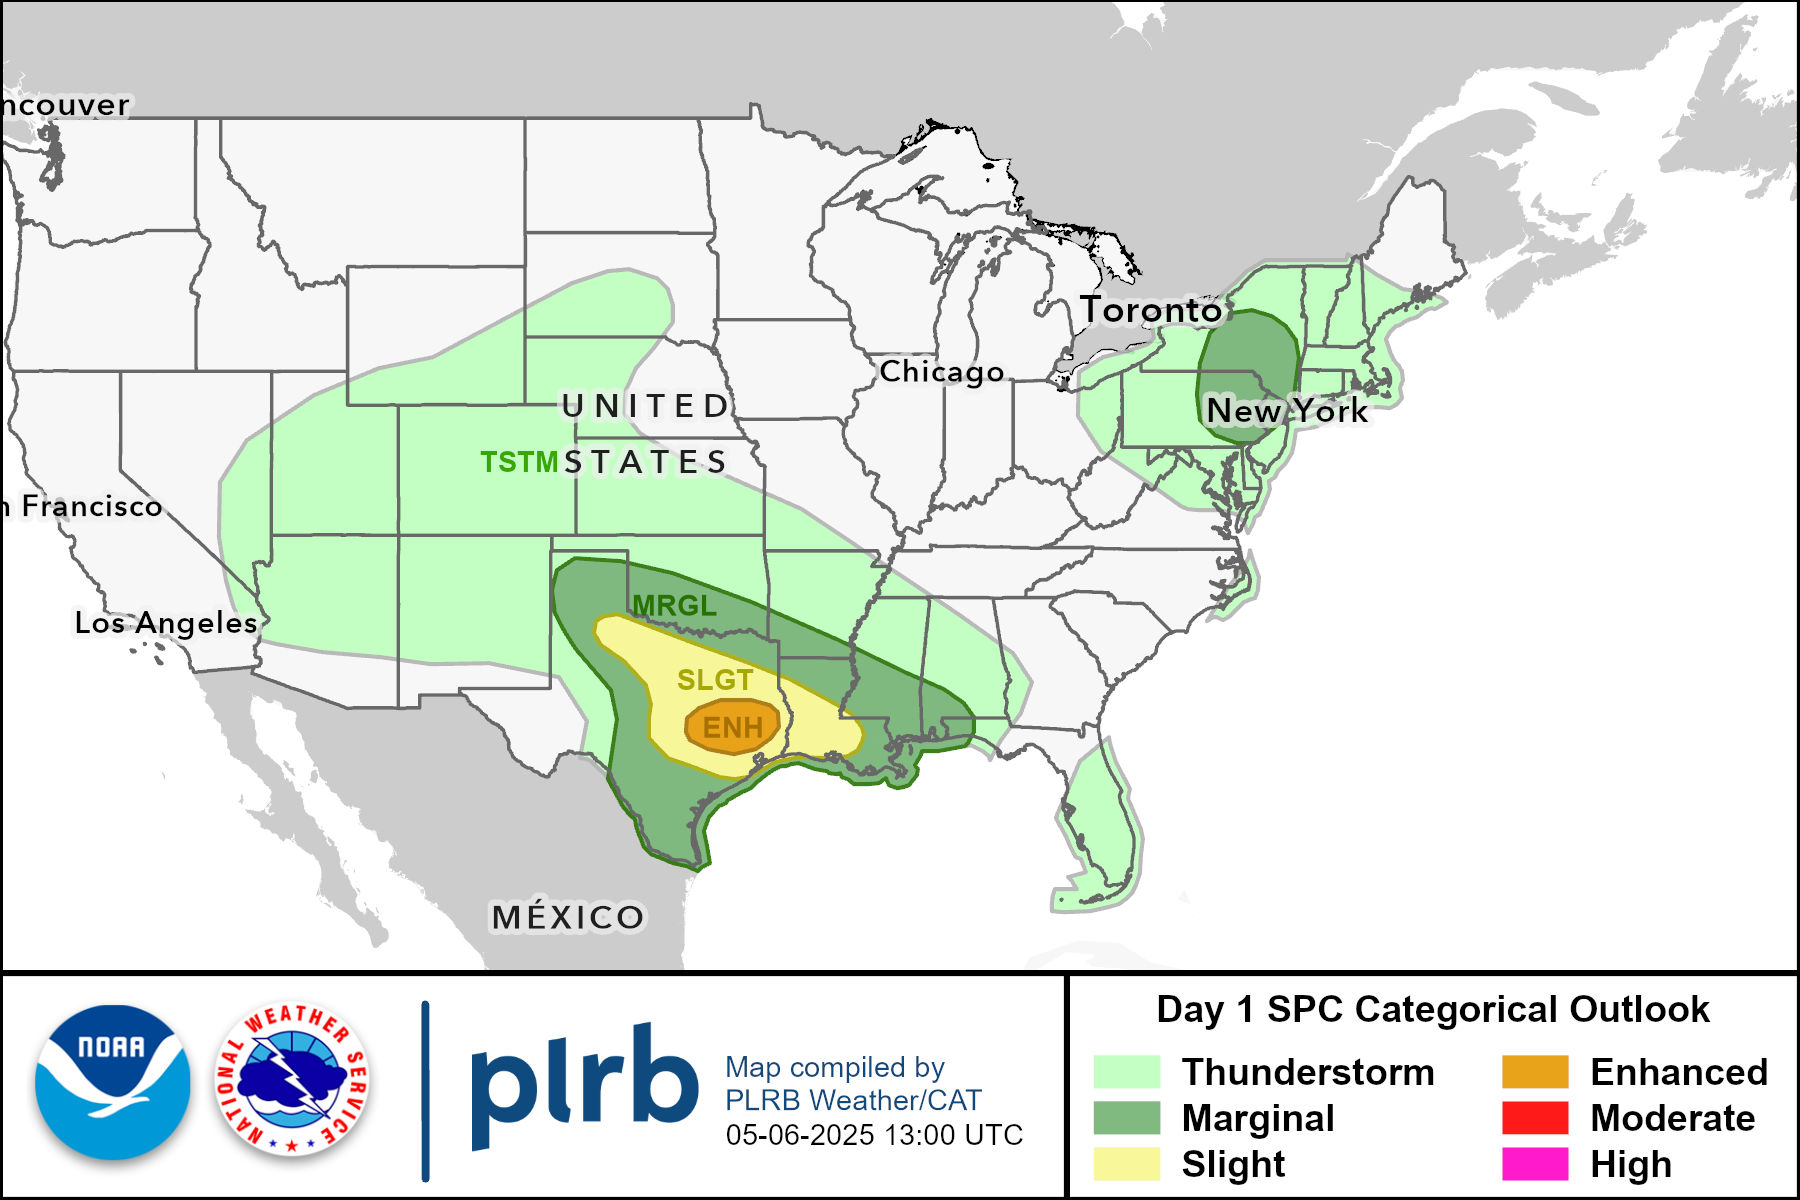 ncouver
Toronto
Chicago
UNITED
New York
TSTM
STATES
n Francisco
MRGL
Los Angeles
SLGT
ENH
MÉXICO
NOAA
NATIONAL WEATHER SERVICE
plrb
Map compiled by
PLRB Weather/CAT
05-06-2025 13:00 UTC
Day 1 SPC Categorical Outlook
Thunderstorm
Enhanced
Marginal
Moderate
Slight
High